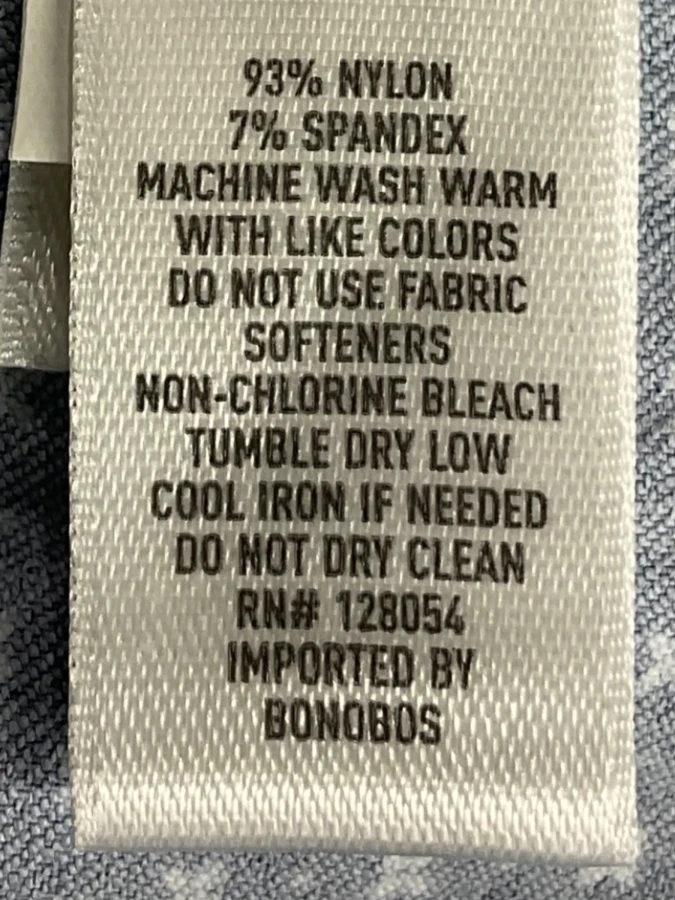 93% NYLON
7% SPANDEX
MACHINE WASH WARM
WITH LIKE COLORS
DO NOT USE FABRIC
SOFTENERS
NON-CHLORINE BLEACH
TUMBLE DRY LOW
COOL IRON IF NEEDED
DO NOT DRY CLEAN
RN# 128054
IMPORTED BY
BONOBOS